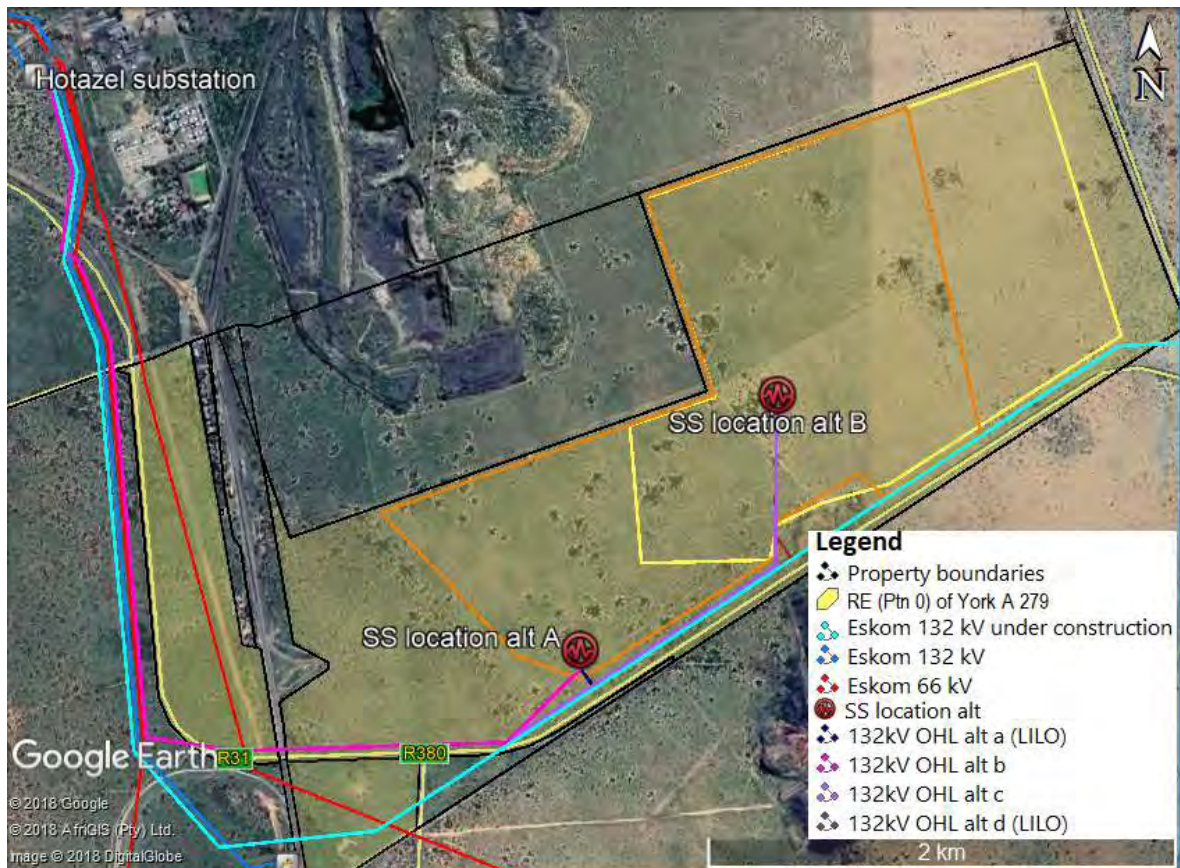 Hotazel substation
N
SS location alt B
SS location alt A
R31
R380
Google Earth
© 2018 Google
© 2018 AfriGIS (Pty) Ltd.
Image © 2018 DigitalGlobe
Legend
Property boundaries
RE (Ptn 0) of York A 279
Eskom 132 kV under construction
Eskom 132 kV
Eskom 66 kV
SS location alt
132kV OHL alt a (LILO)
132kV OHL alt b
132kV OHL alt c
132kV OHL alt d (LILO)
2 km